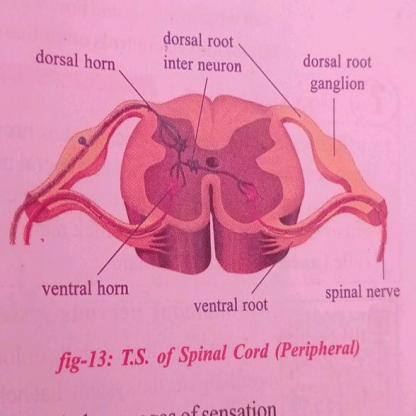 dorsal root
dorsal horn
inter neuron
dorsal root
ganglion
ventral horn
ventral root
spinal nerve
fig-13: T.S. of Spinal Cord (Peripheral)
of sensation